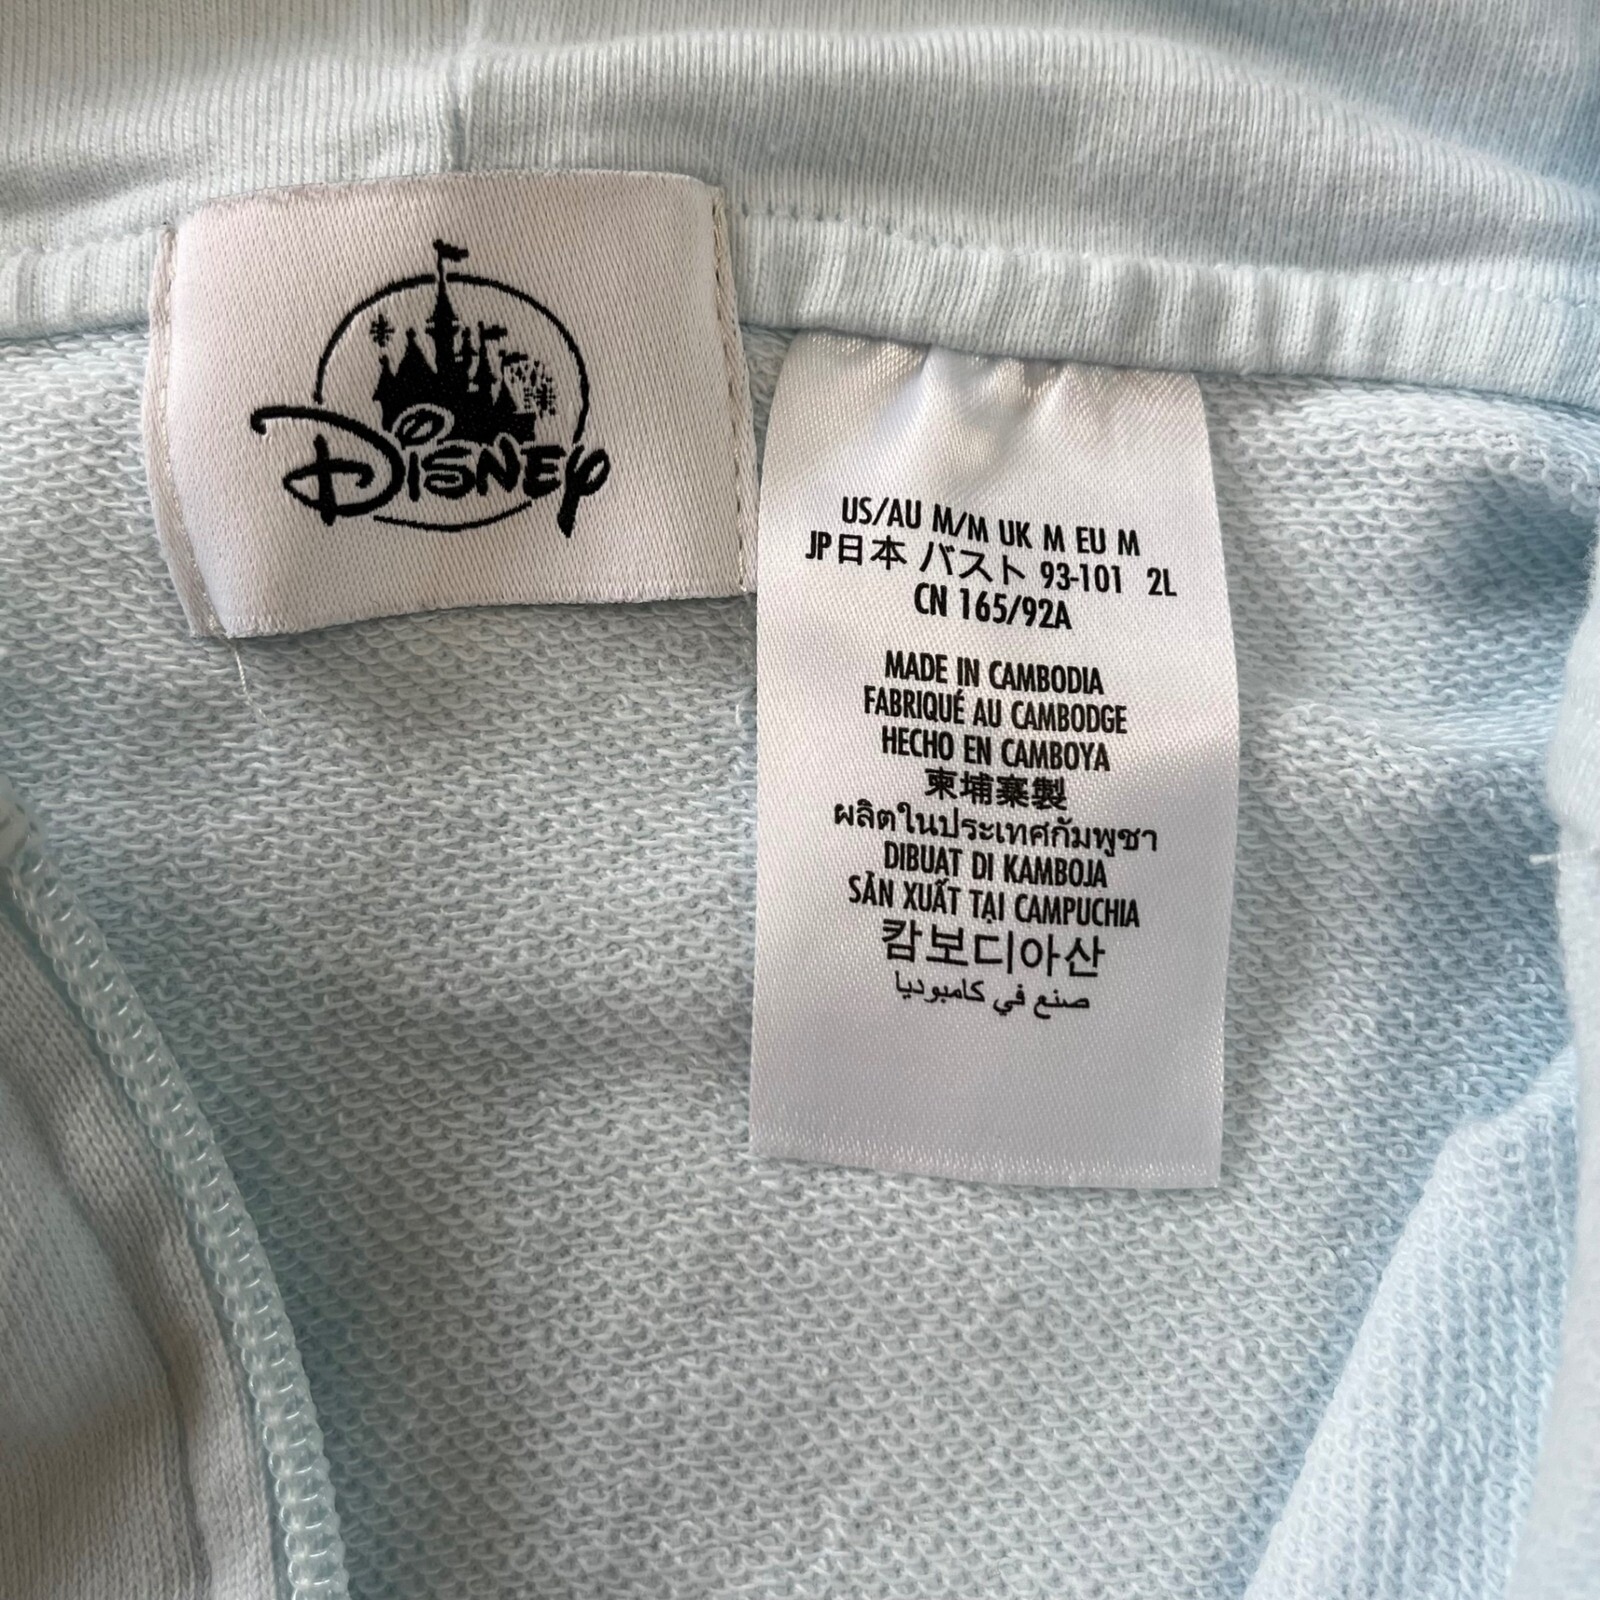 Disney
US/AU M/M UK M EU M
JP日本 バスト 93-101 2L
CN 165/92A
MADE IN CAMBODIA
FABRIQUÉ AU CAMBODGE
HECHO EN CAMBOYA
柬埔寨製
ผลิตในประเทศกัมพูชา
DIBUAT DI KAMBOJA
SẢN XUẤT TẠI CAMPUCHIA
캄보디아산
صنع في كامبوديا